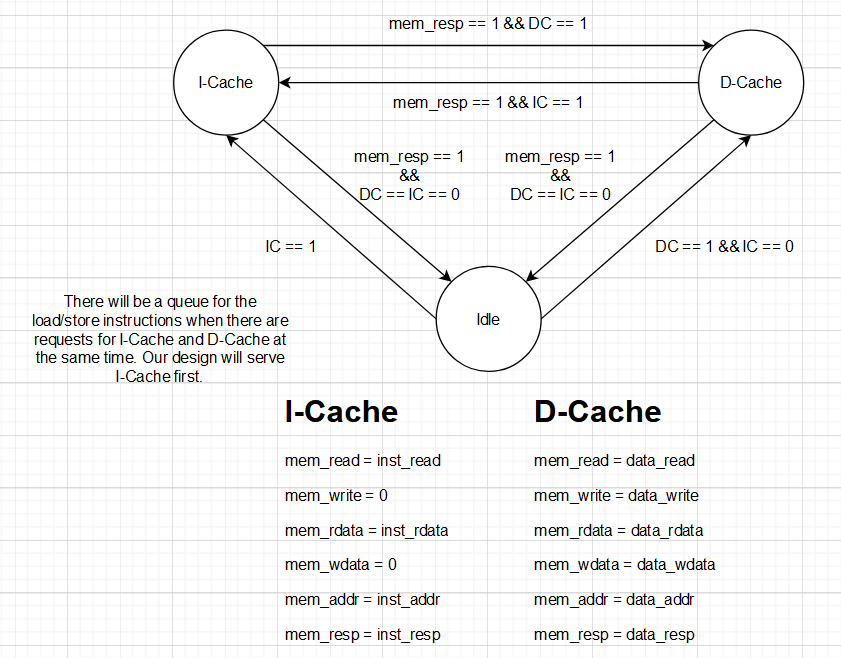 mem_resp == 1 && DC == 1
I-Cache
D-Cache
mem_resp == 1 && IC == 1
mem_resp == 1
&&
DC == IC == 0
mem_resp == 1
&&
DC == IC == 0
IC == 1
DC == 1 && IC == 0
Idle
There will be a queue for the
load/store instructions when there are
requests for I-Cache and D-Cache at
the same time. Our design will serve
I-Cache first.
I-Cache
mem_read = inst_read
mem_write = 0
mem_rdata = inst_rdata
mem_wdata = 0
mem_addr = inst_addr
mem_resp = inst_resp
D-Cache
mem_read = data_read
mem_write = data_write
mem_rdata = data_rdata
mem_wdata = data_wdata
mem_addr = data_addr
mem_resp = data_resp